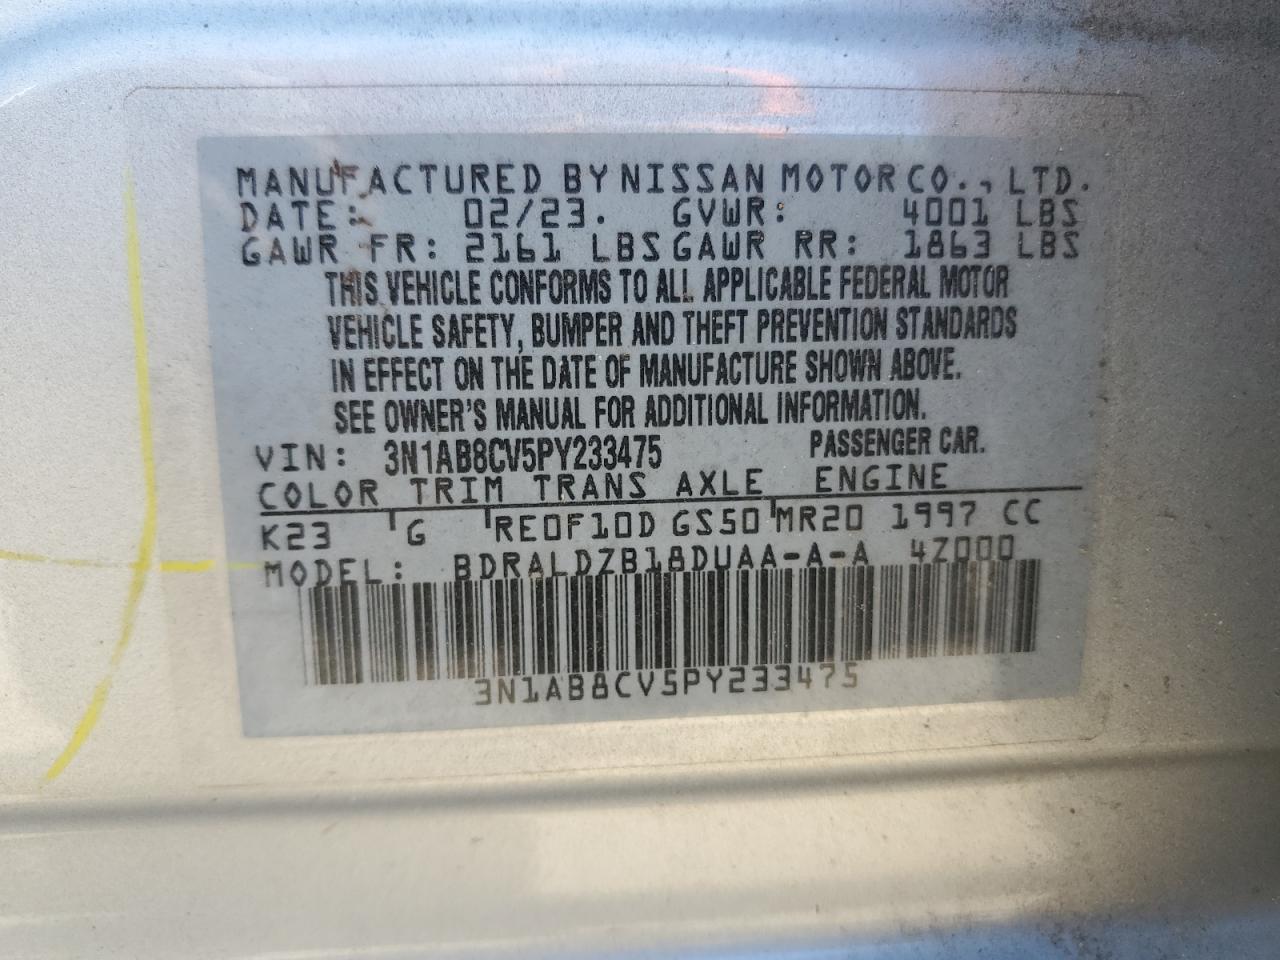 MANUFACTURED BY NISSAN MOTOR CO., LTD.
DATE: 02/23. GVWR: 4001 LBS
GAWR FR: 2161 LBS GAWR RR: 1863 LBS
THIS VEHICLE CONFORMS TO ALL APPLICABLE FEDERAL MOTOR
VEHICLE SAFETY, BUMPER AND THEFT PREVENTION STANDARDS
IN EFFECT ON THE DATE OF MANUFACTURE SHOWN ABOVE.
SEE OWNER'S MANUAL FOR ADDITIONAL INFORMATION.
VIN: 3N1AB8CV5PY233475 PASSENGER CAR.
COLOR TRIM TRANS AXLE ENGINE
K23 G RE0F10D GS50 MR20 1997 CC
MODEL: BDRALDZB18DUAA-A-A 4Z000
3N1AB8CV5PY233475